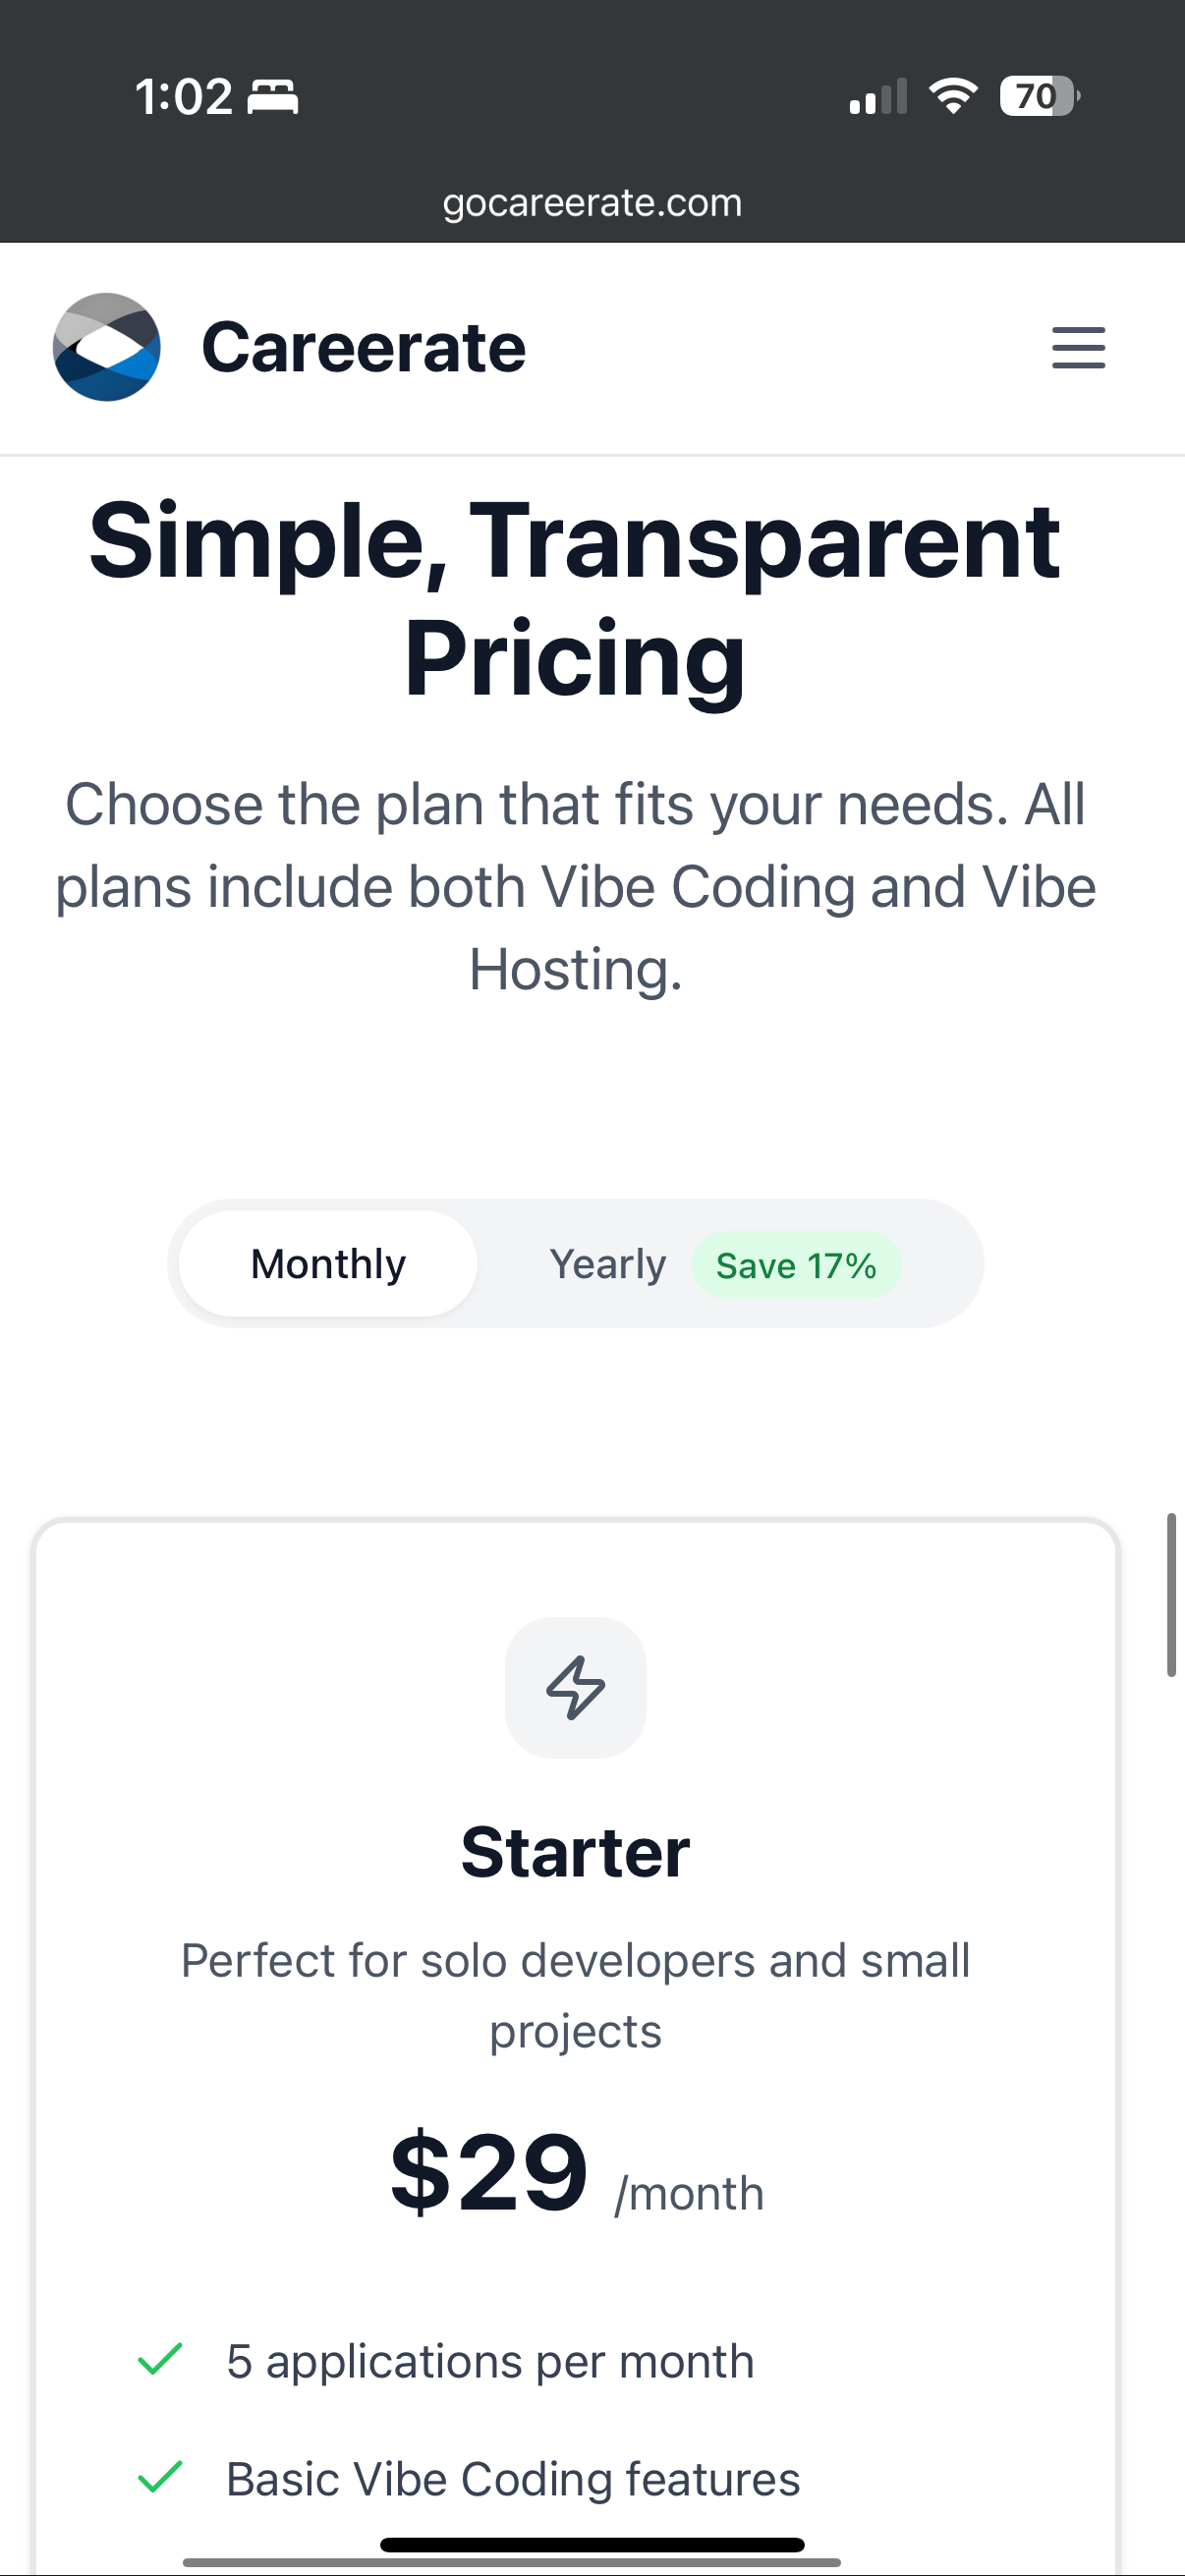 1:02
70
gocareerate.com
Careerate
Simple, Transparent
Pricing
Choose the plan that fits your needs. All
plans include both Vibe Coding and Vibe
Hosting.
Monthly
Yearly
Save 17%
Starter
Perfect for solo developers and small
projects
$29 /month
5 applications per month
Basic Vibe Coding features